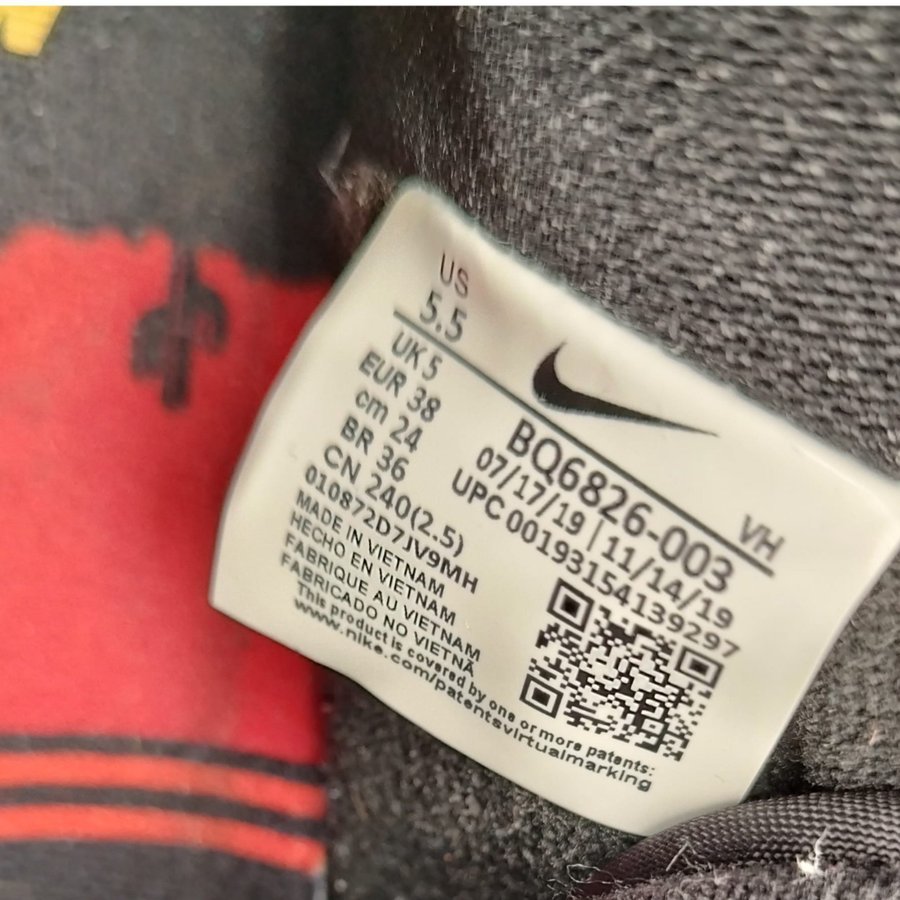 US
5.5
UK 5
EUR 38
cm 24
BR 36
CN 240(2.5)
010872D7JV9MH
MADE IN VIETNAM
HECHO EN VIETNAM
FABRIQUE AU VIETNAM
FABRICADO NO VIETNÃ
This product is covered by one or more patents:
www.nike.com/patentsvirtualmarking
VH
BQ6826-003
07/17/19 | 11/14/19
UPC 00193154139297